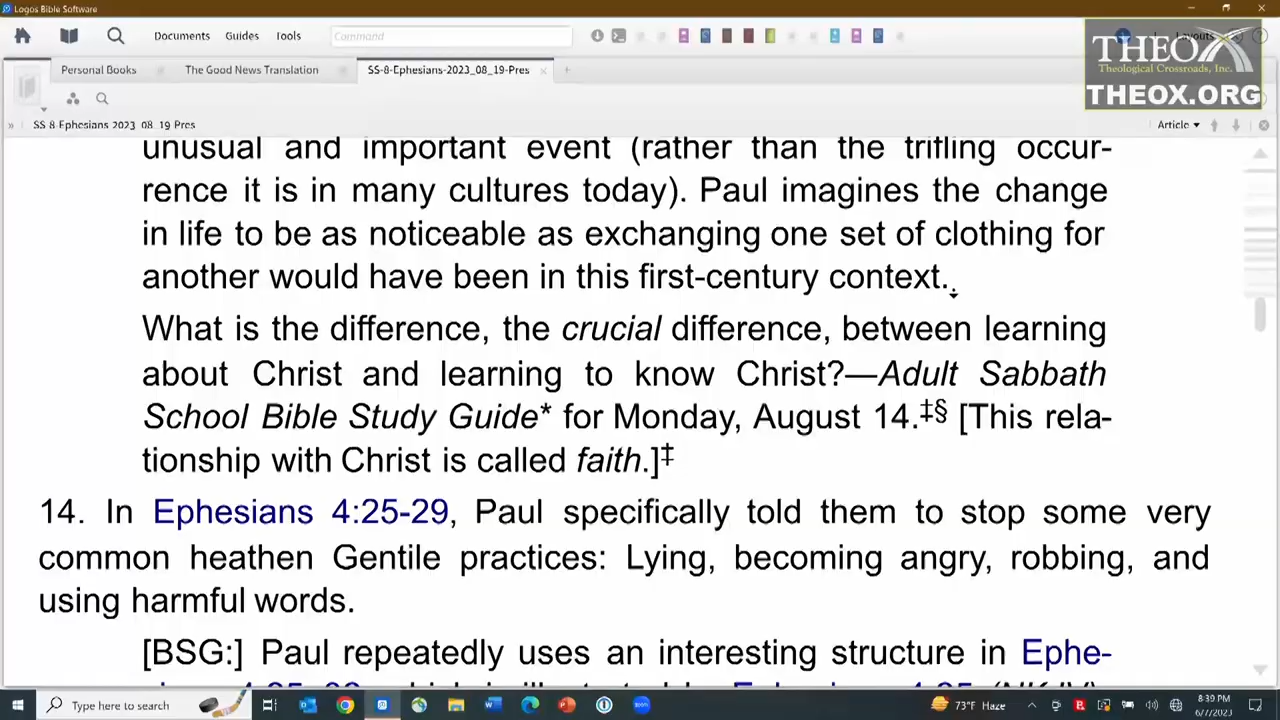 Logos Bible Software
Documents Guides Tools Command Layouts
THEOX
Theological Crossroads, Inc.
THEOX.ORG
Personal Books The Good News Translation SS-8-Ephesians-2023_08_19-Pres
» SS-8-Ephesians-2023_08_19-Pres Article
unusual and important event (rather than the trifling occur-
rence it is in many cultures today). Paul imagines the change
in life to be as noticeable as exchanging one set of clothing for
another would have been in this first-century context.
What is the difference, the crucial difference, between learning
about Christ and learning to know Christ?—Adult Sabbath
School Bible Study Guide* for Monday, August 14.‡§ [This rela-
tionship with Christ is called faith.]‡
14. In Ephesians 4:25-29, Paul specifically told them to stop some very
common heathen Gentile practices: Lying, becoming angry, robbing, and
using harmful words.
[BSG:] Paul repeatedly uses an interesting structure in Ephe-
Type here to search 73°F Haze 8:39 PM
6/7/2023